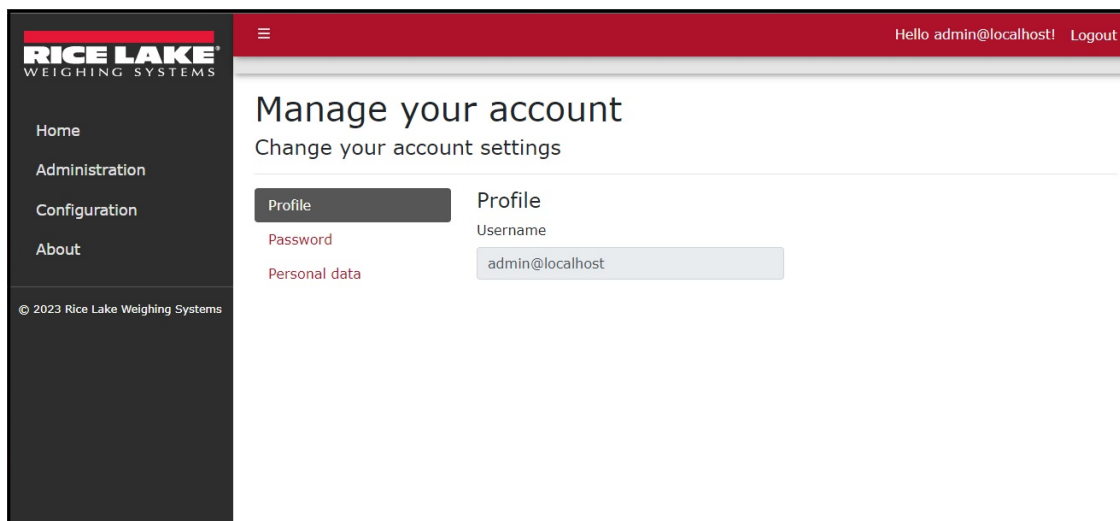 RICE LAKE®
WEIGHING SYSTEMS
Home
Administration
Configuration
About
© 2023 Rice Lake Weighing Systems
☰
Hello admin@localhost! Logout
Manage your account
Change your account settings
Profile
Password
Personal data
Profile
Username
admin@localhost